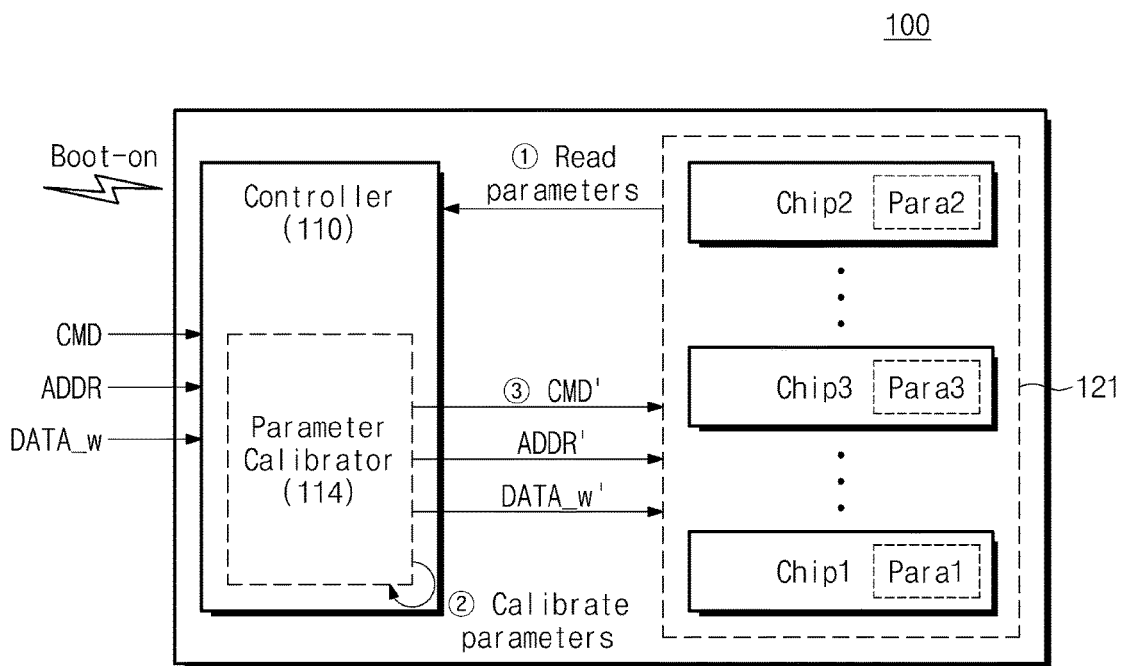 100
Boot-on
Controller
(110)
① Read
parameters
Chip2
Para2
CMD
ADDR
DATA_w
Parameter
Calibrator
(114)
③ CMD'
ADDR'
DATA_w'
Chip3
Para3
121
Chip1
Para1
② Calibrate
parameters